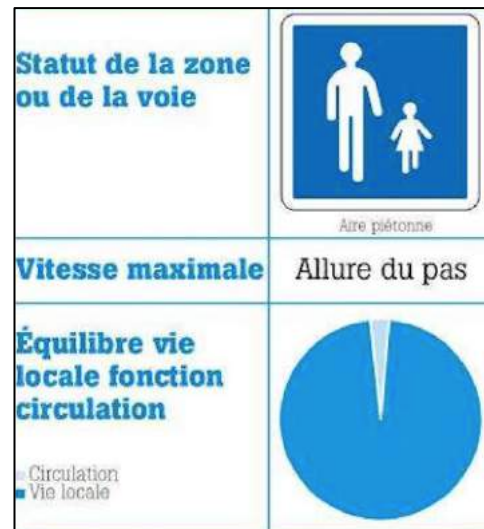 Statut de la zone
ou de la voie
Aire piétonne
Vitesse maximale
Allure du pas
Équilibre vie
locale fonction
circulation
Circulation
Vie locale